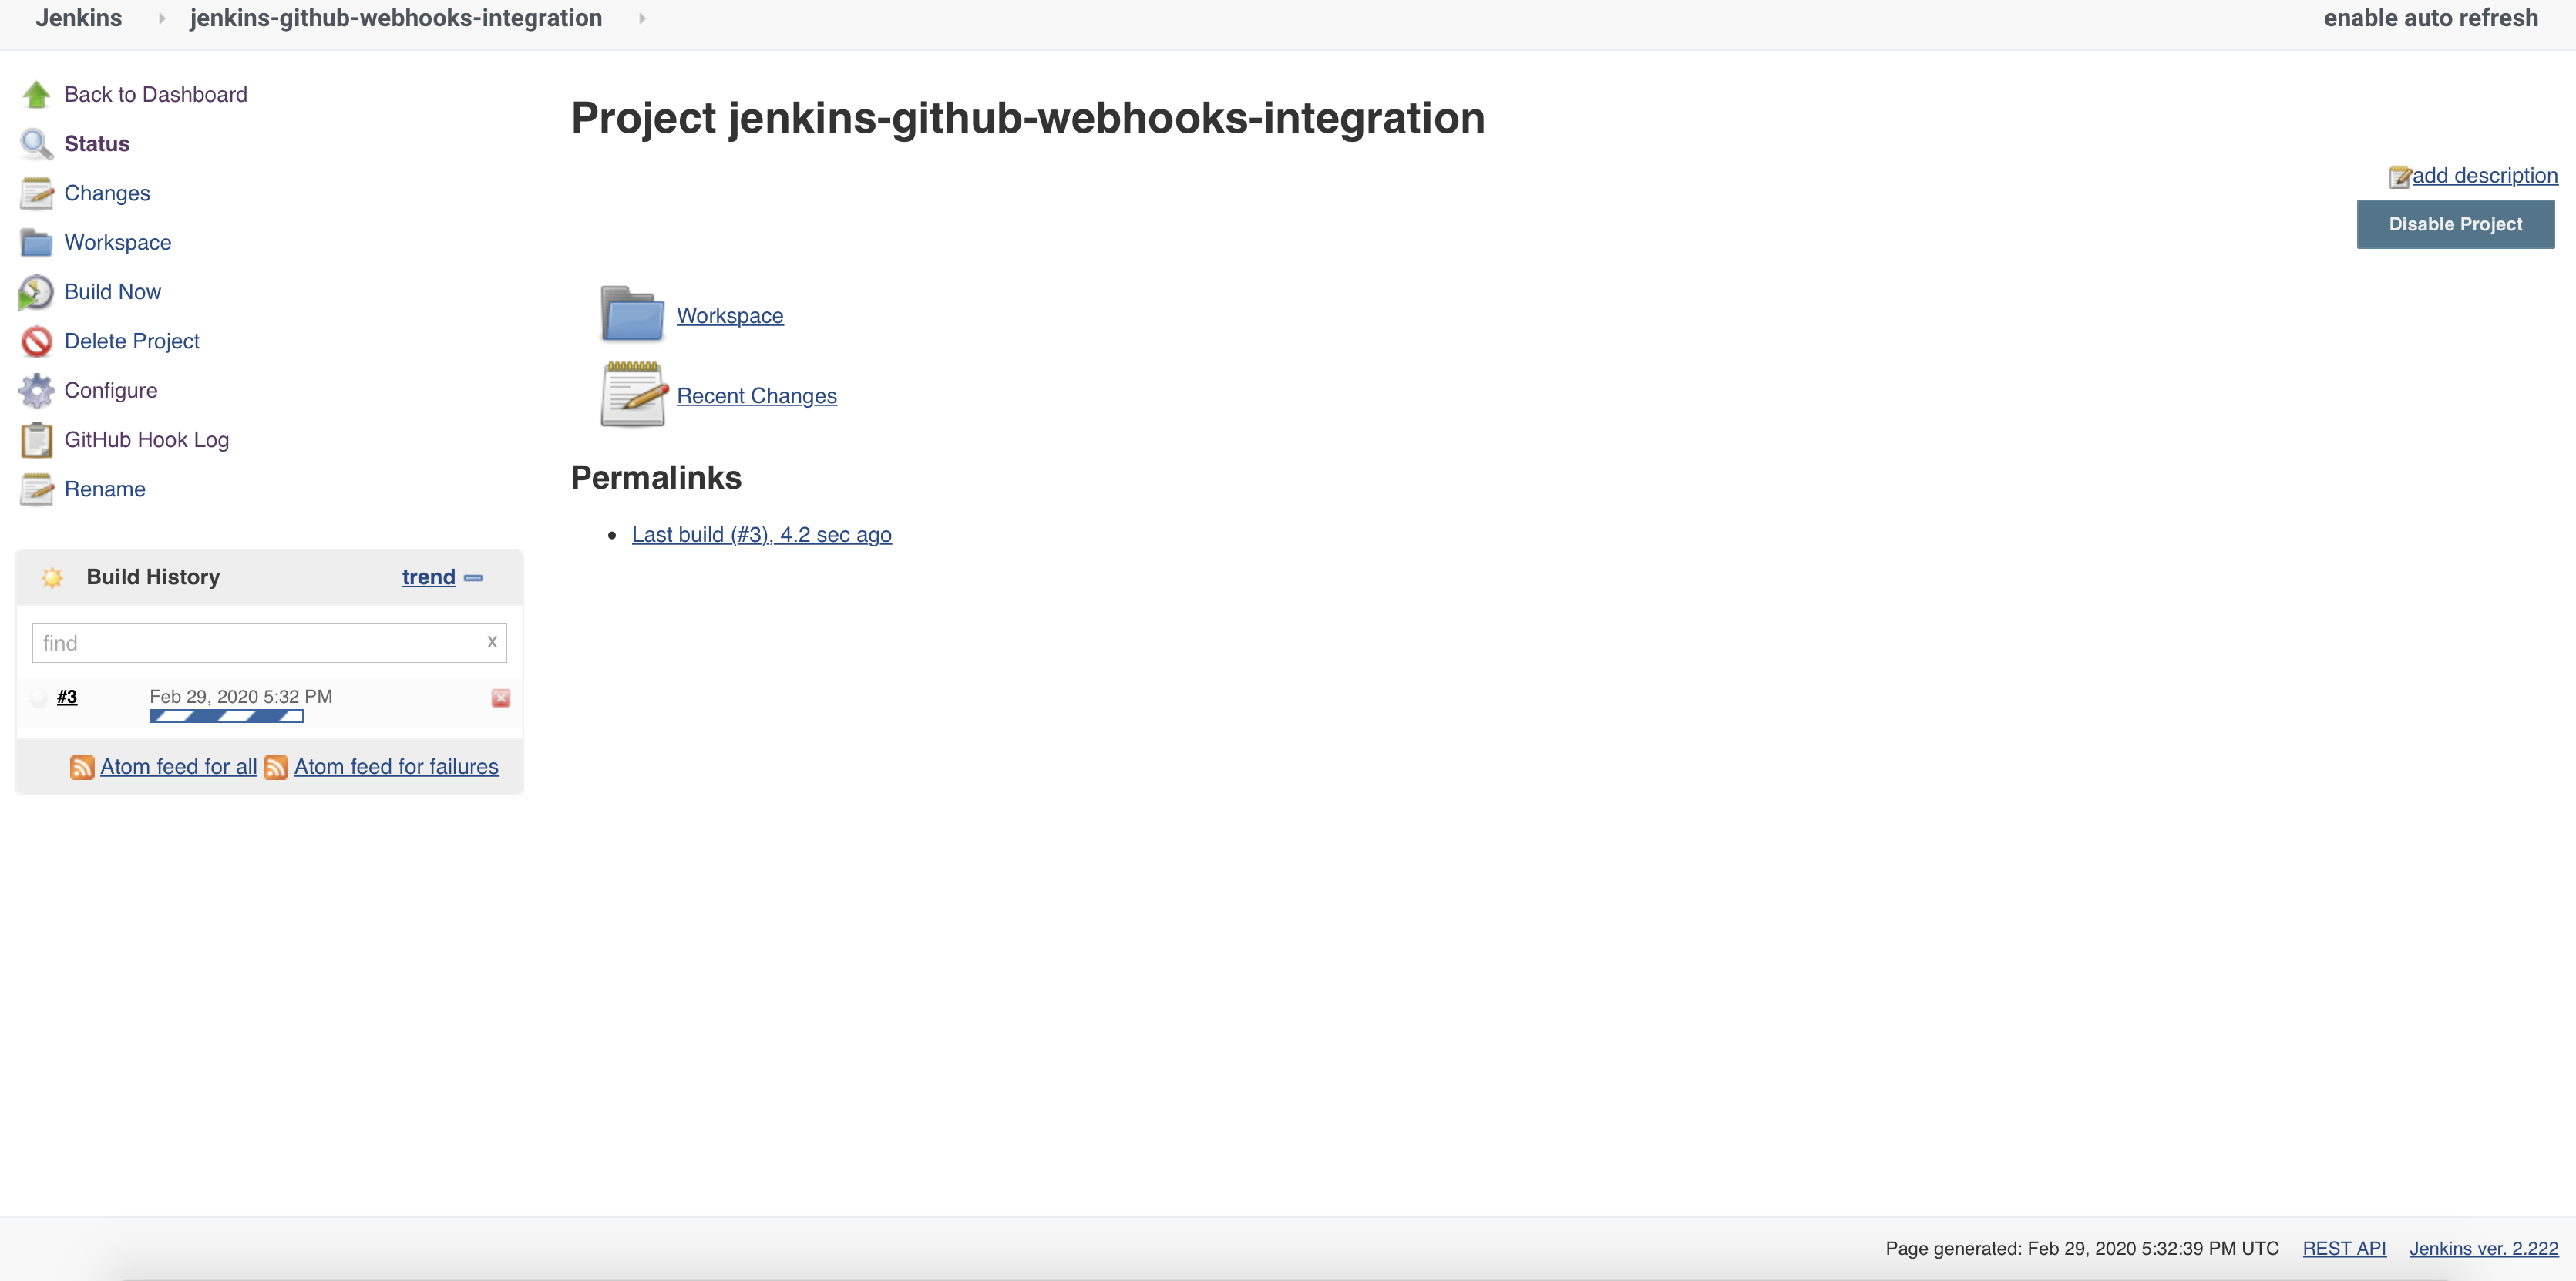 Jenkins jenkins-github-webhooks-integration enable auto refresh
Back to Dashboard
Status
Changes
Workspace
Build Now
Delete Project
Configure
GitHub Hook Log
Rename
Build History trend
find x
#3 Feb 29, 2020 5:32 PM
Atom feed for all Atom feed for failures
Project jenkins-github-webhooks-integration
add description
Disable Project
Workspace
Recent Changes
Permalinks
Last build (#3), 4.2 sec ago
Page generated: Feb 29, 2020 5:32:39 PM UTC REST API Jenkins ver. 2.222